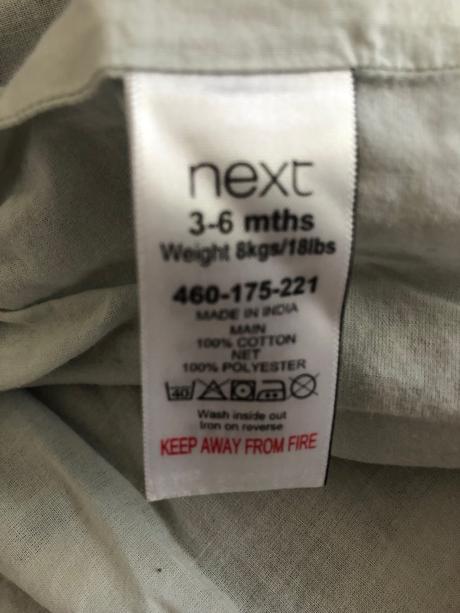 next
3-6 mths
Weight 8kgs/18lbs
460-175-221
MADE IN INDIA
MAIN
100% COTTON
NET
100% POLYESTER
40
Wash inside out
Iron on reverse
KEEP AWAY FROM FIRE